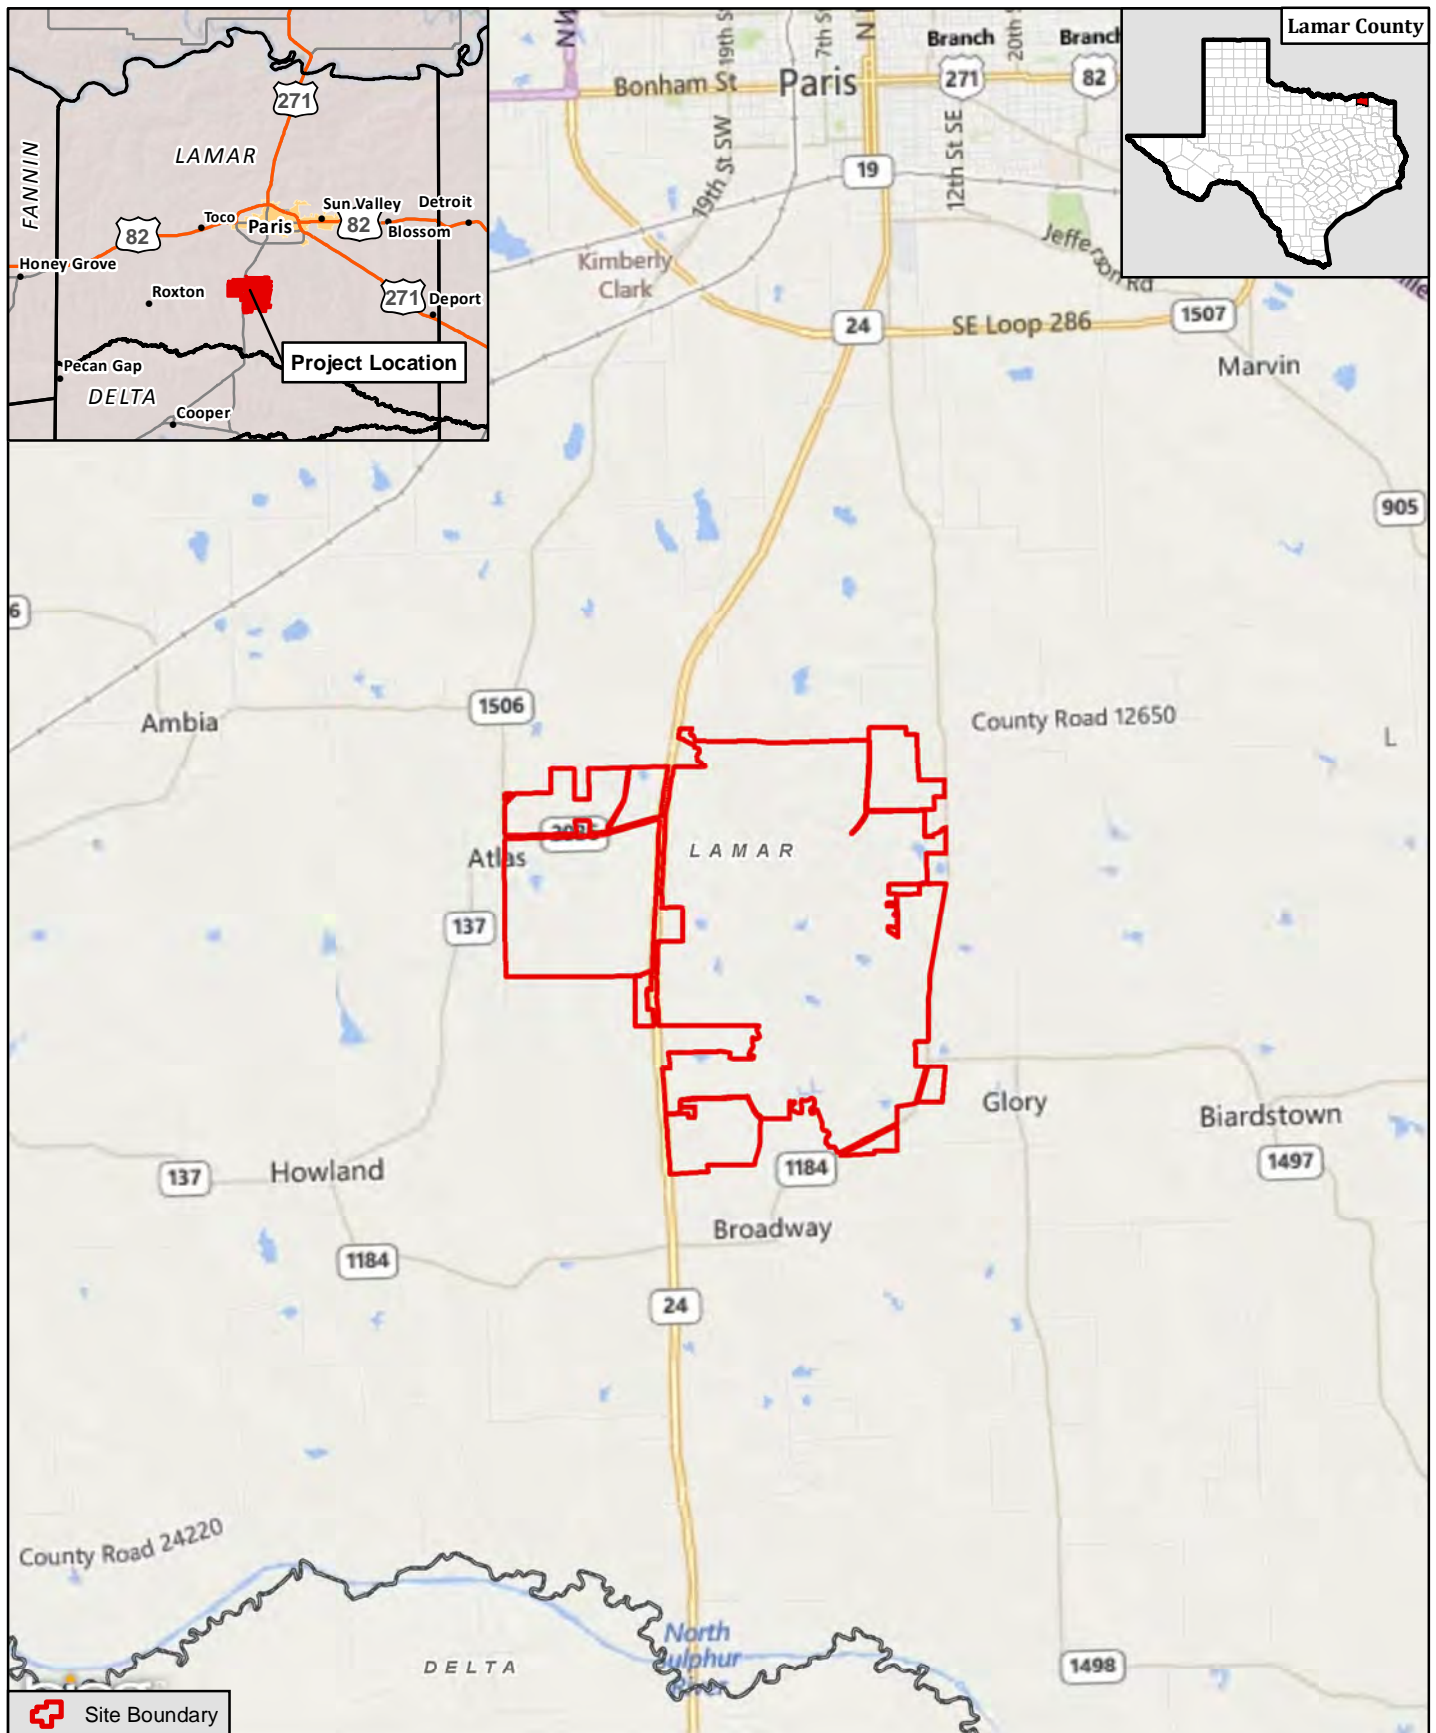 271
LAMAR
FANNIN
Toco
Paris
Sun Valley
82
Detroit
Blossom
82
Honey Grove
Roxton
271
Deport
Pecan Gap
Project Location
DELTA
Cooper
Lamar County
NW
19th St
7th St
N
Branch
271
20th S
Branch
82
Bonham St
Paris
19th St SW
19
12th St SE
Jefferson Rd
Kimberly
Clark
24
SE Loop 286
1507
Marvin
905
6
1506
Ambia
County Road 12650
L
2036
LAMAR
Atlas
137
Glory
Biardstown
1497
137
Howland
1184
Broadway
1184
24
County Road 24220
North
Sulphur
River
DELTA
1498
Site Boundary